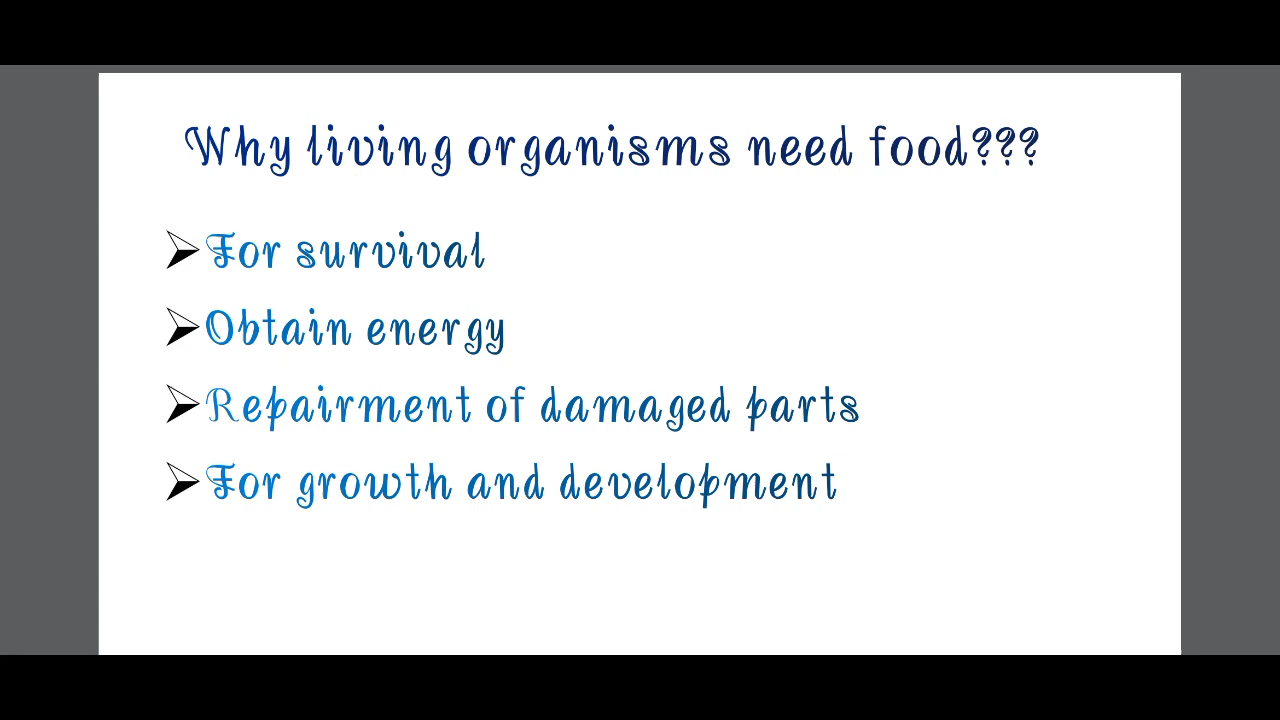 Why living organisms need food???
➢For survival
➢Obtain energy
➢Repairment of damaged parts
➢For growth and development